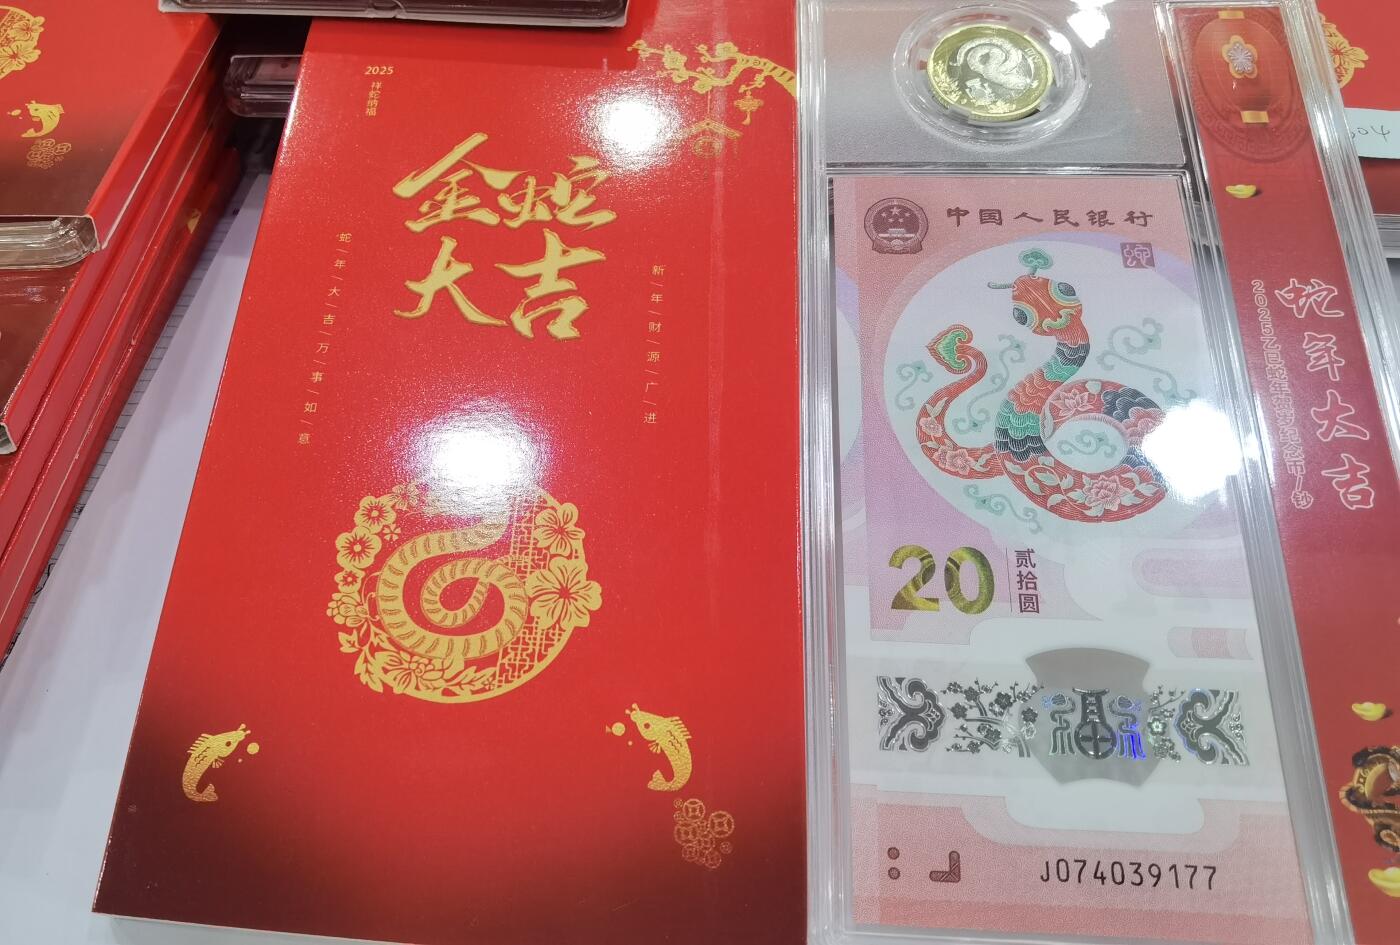 2025
祥蛇纳福
金蛇
大吉
蛇年大吉万事如意
新年财源广进
中国人民银行
蛇
20
贰拾圆
福
J074039177
蛇年大吉
2025乙巳蛇年贺岁纪念币/钞